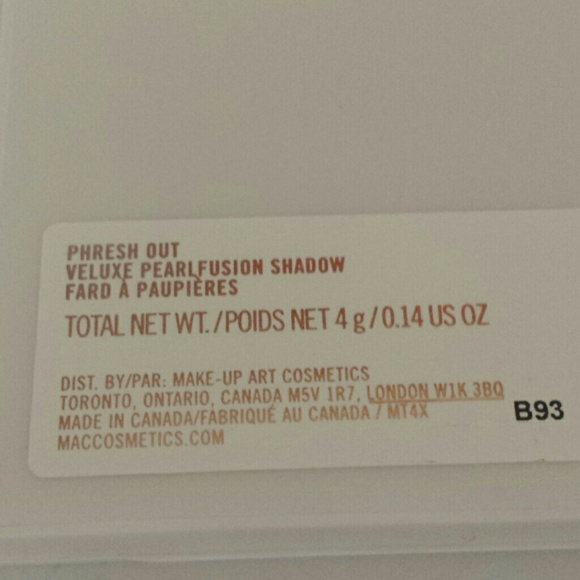 PHRESH OUT
VELUXE PEARLFUSION SHADOW
FARD À PAUPIÈRES
TOTAL NET WT. / POIDS NET 4 g / 0.14 US OZ
DIST. BY/PAR: MAKE-UP ART COSMETICS
TORONTO, ONTARIO, CANADA M5V 1R7, LONDON W1K 3BQ
MADE IN CANADA/FABRIQUÉ AU CANADA / MT4X
MACCOSMETICS.COM
B93